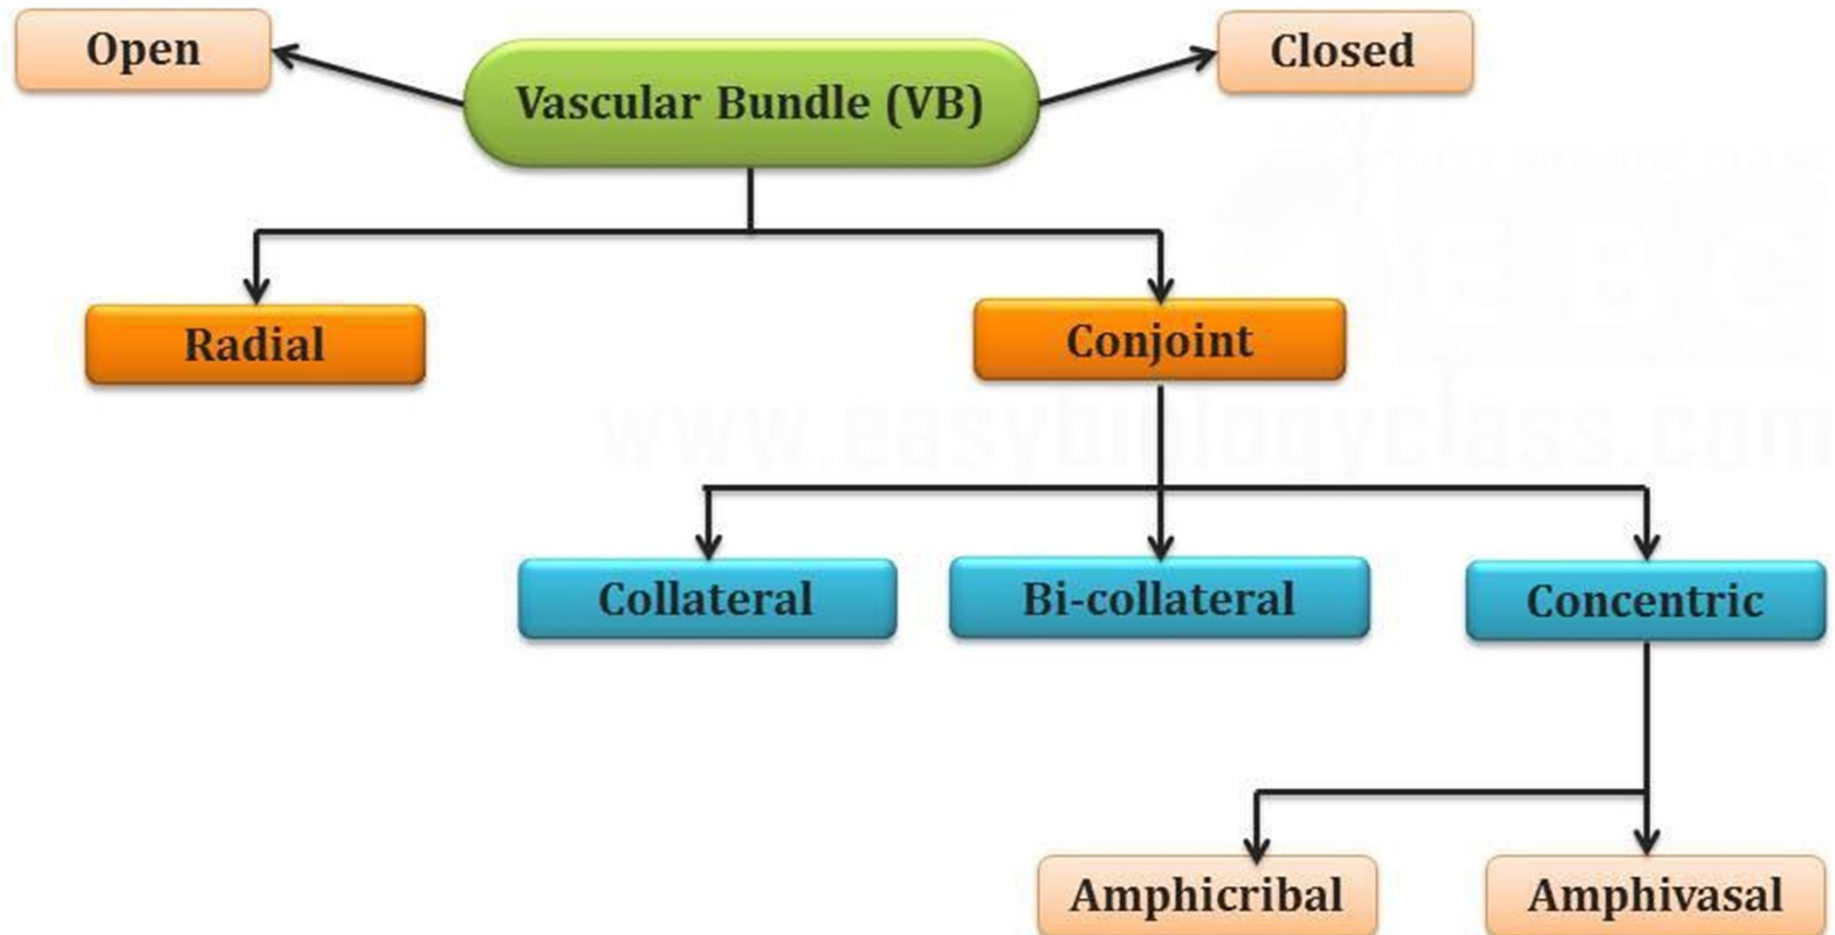 Open
Closed
Vascular Bundle (VB)
Radial
Conjoint
www.easybiologyclass.com
Collateral
Bi-collateral
Concentric
Amphicribal
Amphivasal